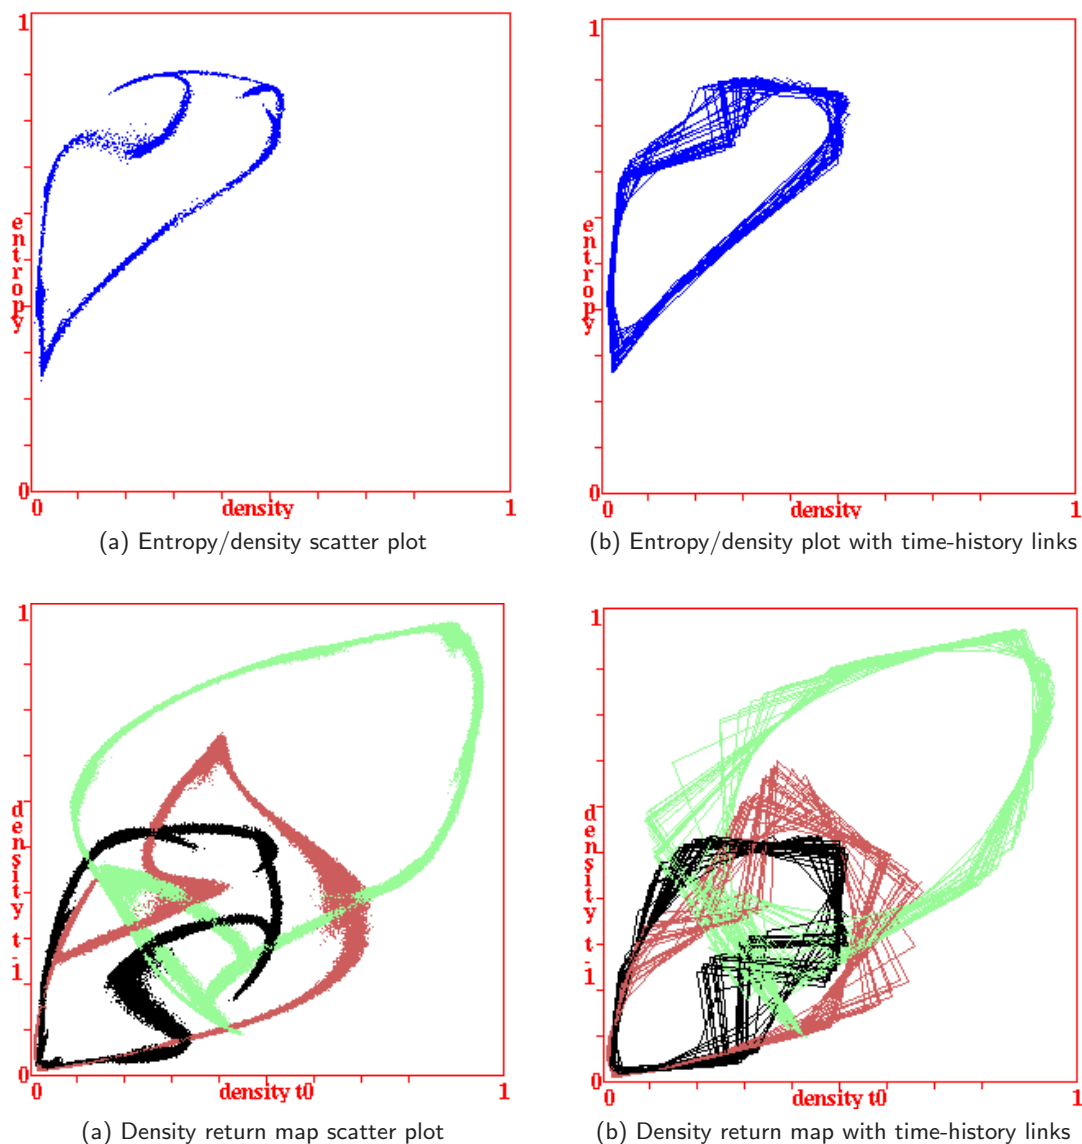 1
entropy
0
0
density
1
(a) Entropy/density scatter plot
1
entropy
0
0
density
1
(b) Entropy/density plot with time-history links
1
density t-1
0
0
density t0
1
(a) Density return map scatter plot
1
density t-1
0
0
density t0
1
(b) Density return map with time-history links